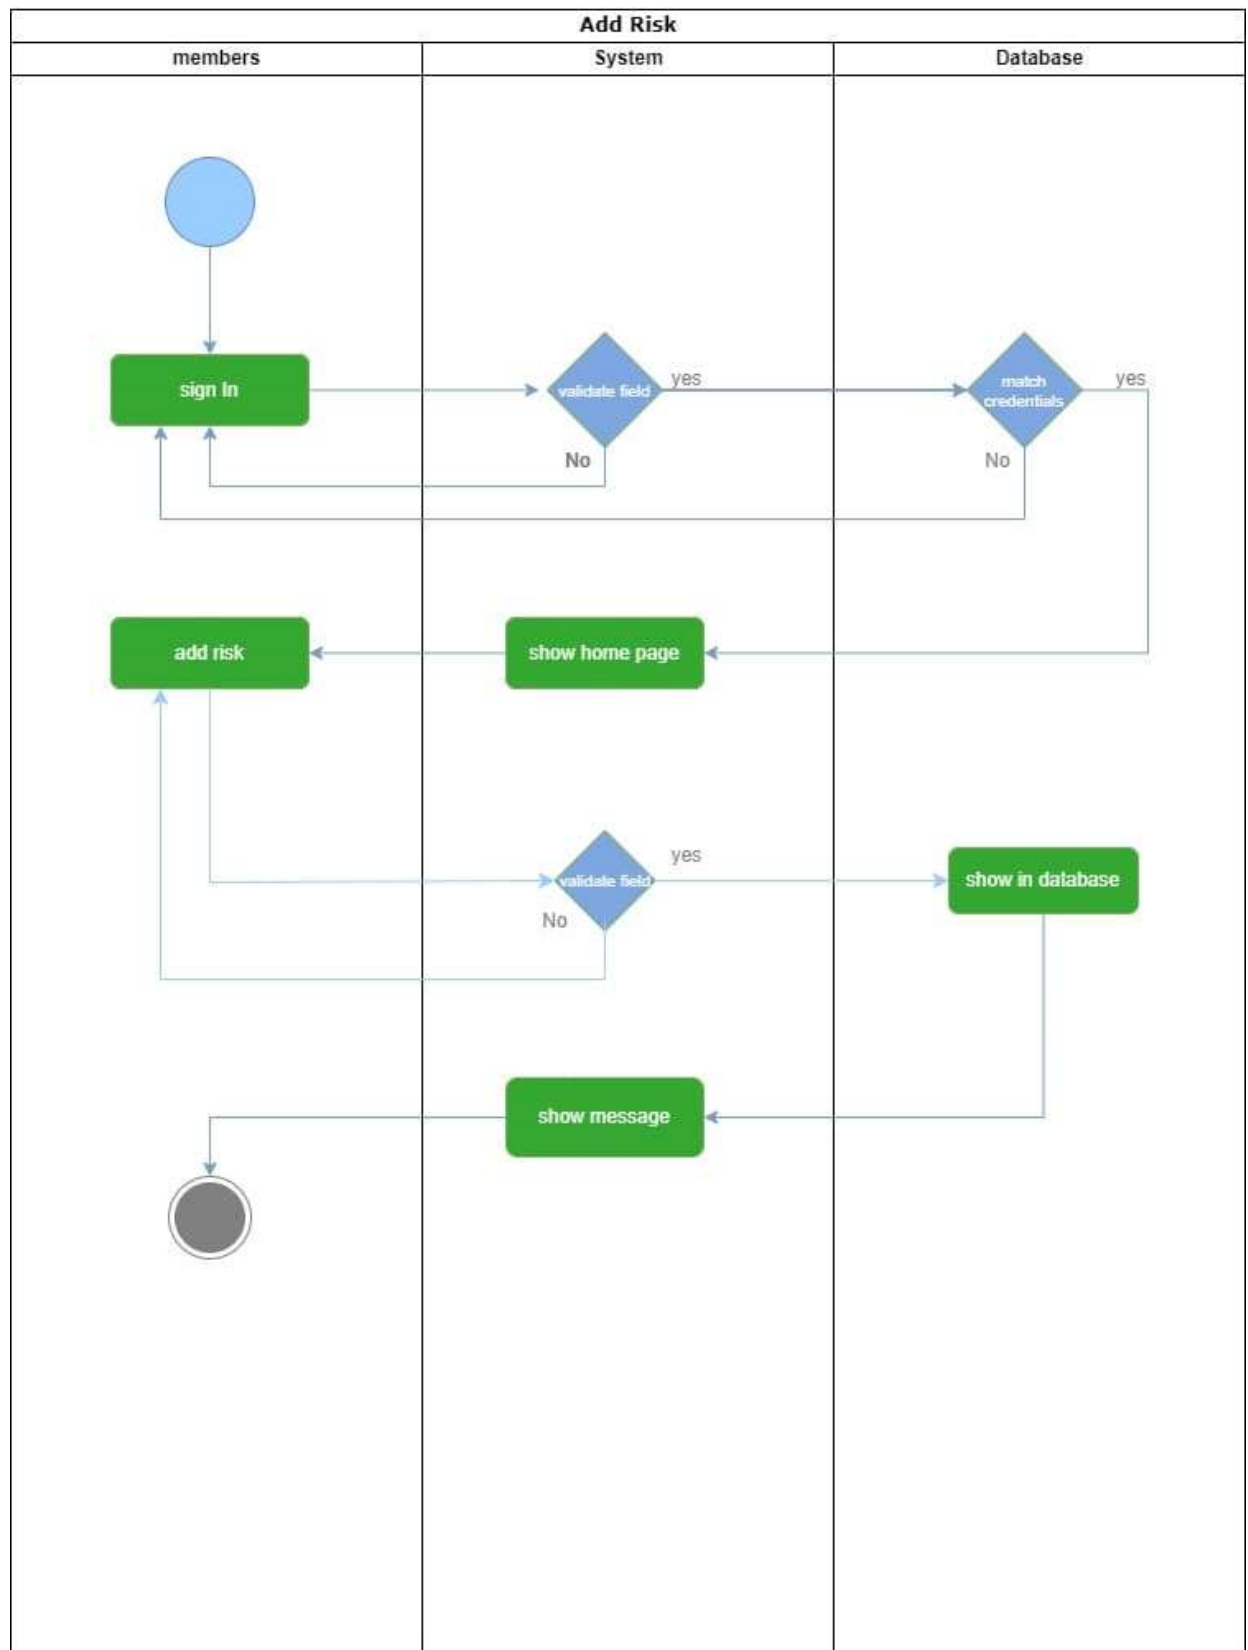 Add Risk
members
System
Database
sign In
validate field
yes
match
credentials
yes
No
No
add risk
show home page
validate field
yes
show in database
No
show message